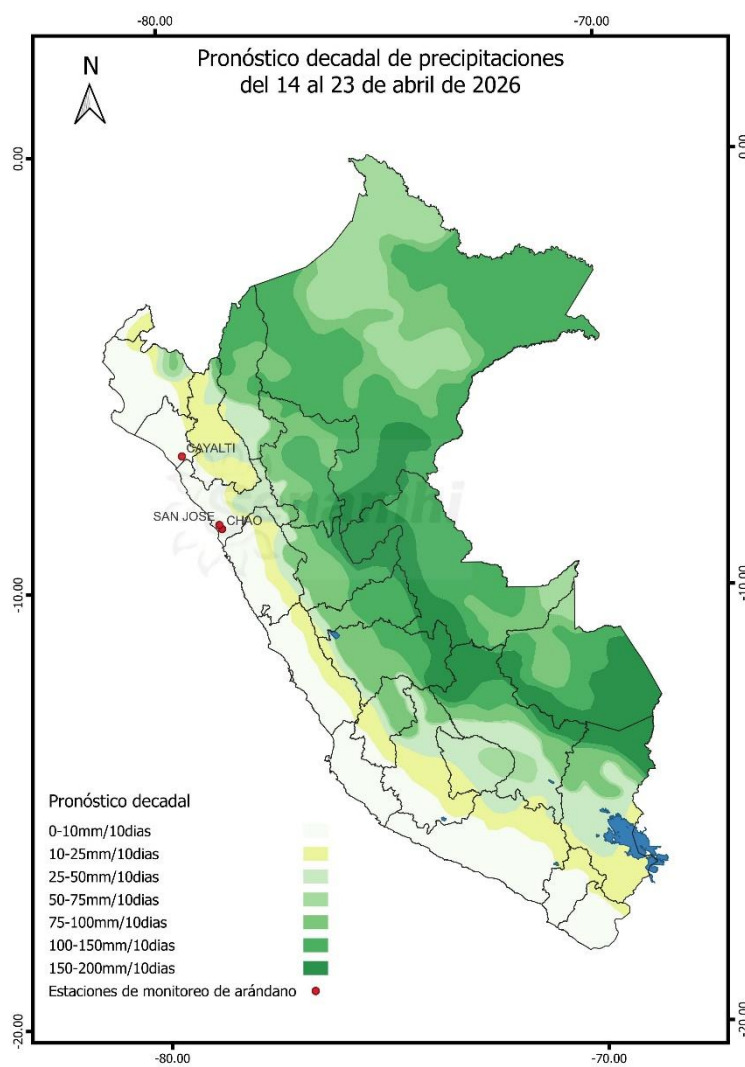 -80.00
-70.00
N
Pronóstico decadal de precipitaciones
del 14 al 23 de abril de 2026
0.00
0.00
CAYALTI
senamhi
SAN JOSE
CHAO
-10.00
-10.00
Pronóstico decadal
0-10mm/10dias
10-25mm/10dias
25-50mm/10dias
50-75mm/10dias
75-100mm/10dias
100-150mm/10dias
150-200mm/10dias
Estaciones de monitoreo de arándano
-20.00
-20.00
-80.00
-70.00